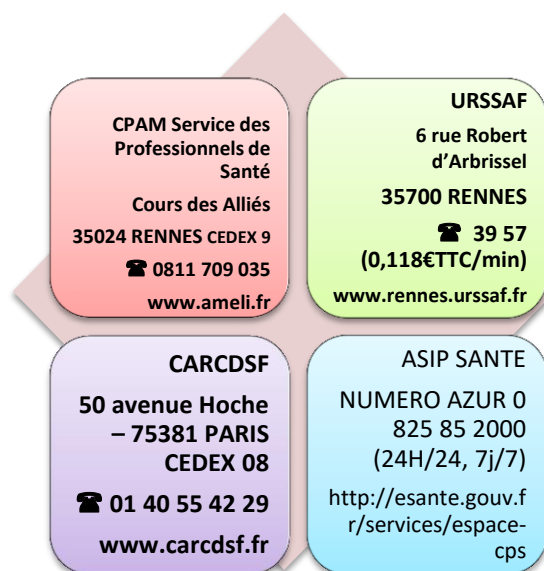 CPAM Service des
Professionnels de
Santé
Cours des Alliés
35024 RENNES CEDEX 9
☎ 0811 709 035
www.ameli.fr
URSSAF
6 rue Robert
d’Arbrissel
35700 RENNES
☎ 39 57
(0,118€TTC/min)
www.rennes.urssaf.fr
CARCDSF
50 avenue Hoche
– 75381 PARIS
CEDEX 08
☎ 01 40 55 42 29
www.carcdsf.fr
ASIP SANTE
NUMERO AZUR 0
825 85 2000
(24H/24, 7j/7)
http://esante.gouv.f
r/services/espace-
cps